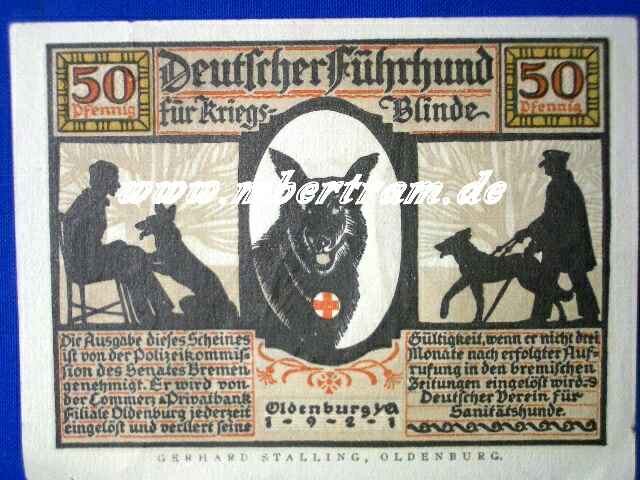 50
Pfennig
Deutscher Führhund
für Kriegs-Blinde
50
Pfennig
www.mbertram.de
Die Ausgabe dieses Scheines
ist von der Polizeikommis-
sion des Senates Bremen
genehmigt. Er wird von
der Commerz & Privatbank
Filiale Oldenburg jederzeit
eingelöst und verliert seine
Gültigkeit, wenn er nicht drei
Monate nach erfolgter Auf-
rufung in den bremischen
Zeitungen eingelöst wird.
Deutscher Verein für
Sanitätshunde.
Oldenburg i/O
1-9-2-1
GERHARD STALLING, OLDENBURG.